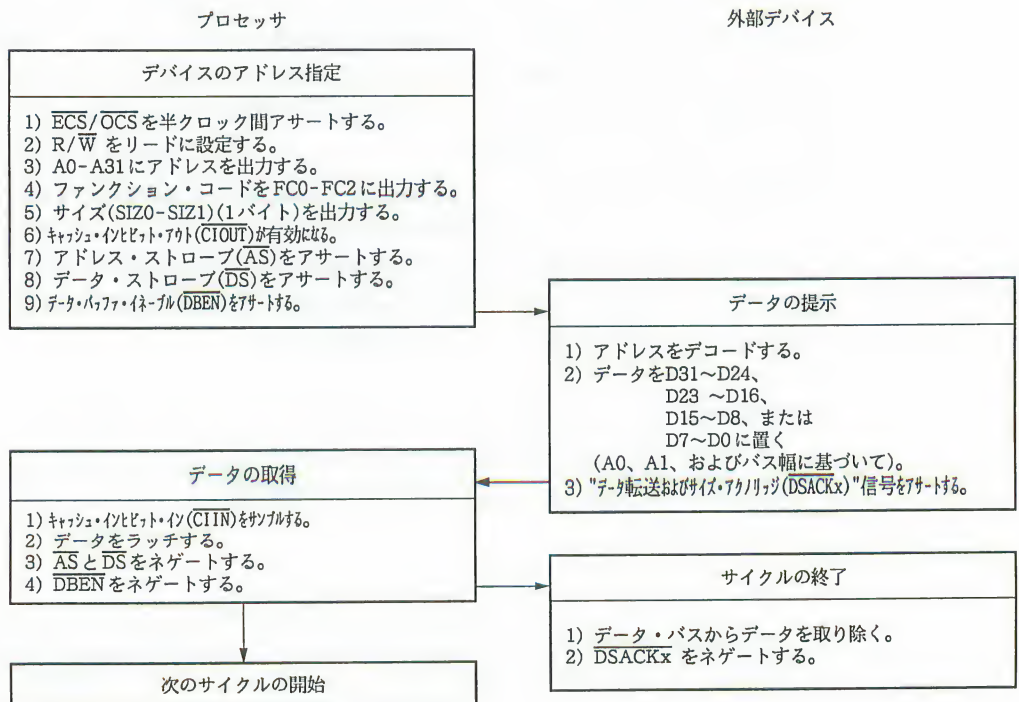 プロセッサ
外部デバイス
デバイスのアドレス指定
1) ECS/OCSを半クロック間アサートする。
2) R/W をリードに設定する。
3) A0-A31にアドレスを出力する。
4) ファンクション・コードをFC0-FC2に出力する。
5) サイズ(SIZ0-SIZ1)(1バイト)を出力する。
6) キャッシュ・インヒビット・アウト(CIOUT)が有効になる。
7) アドレス・ストローブ(AS)をアサートする。
8) データ・ストローブ(DS)をアサートする。
9) データ・バッファ・イネーブル(DBEN)をアサートする。
データの提示
1) アドレスをデコードする。
2) データをD31~D24、
D23 ~D16、
D15~D8、または
D7~D0に置く
(A0、A1、およびバス幅に基づいて)。
3) "データ転送およびサイズ・アクノリッジ(DSACKx)"信号をアサートする。
データの取得
1) キャッシュ・インヒビット・イン(CIIN)をサンプルする。
2) データをラッチする。
3) ASとDSをネゲートする。
4) DBENをネゲートする。
サイクルの終了
1) データ・バスからデータを取り除く。
2) DSACKx をネゲートする。
次のサイクルの開始